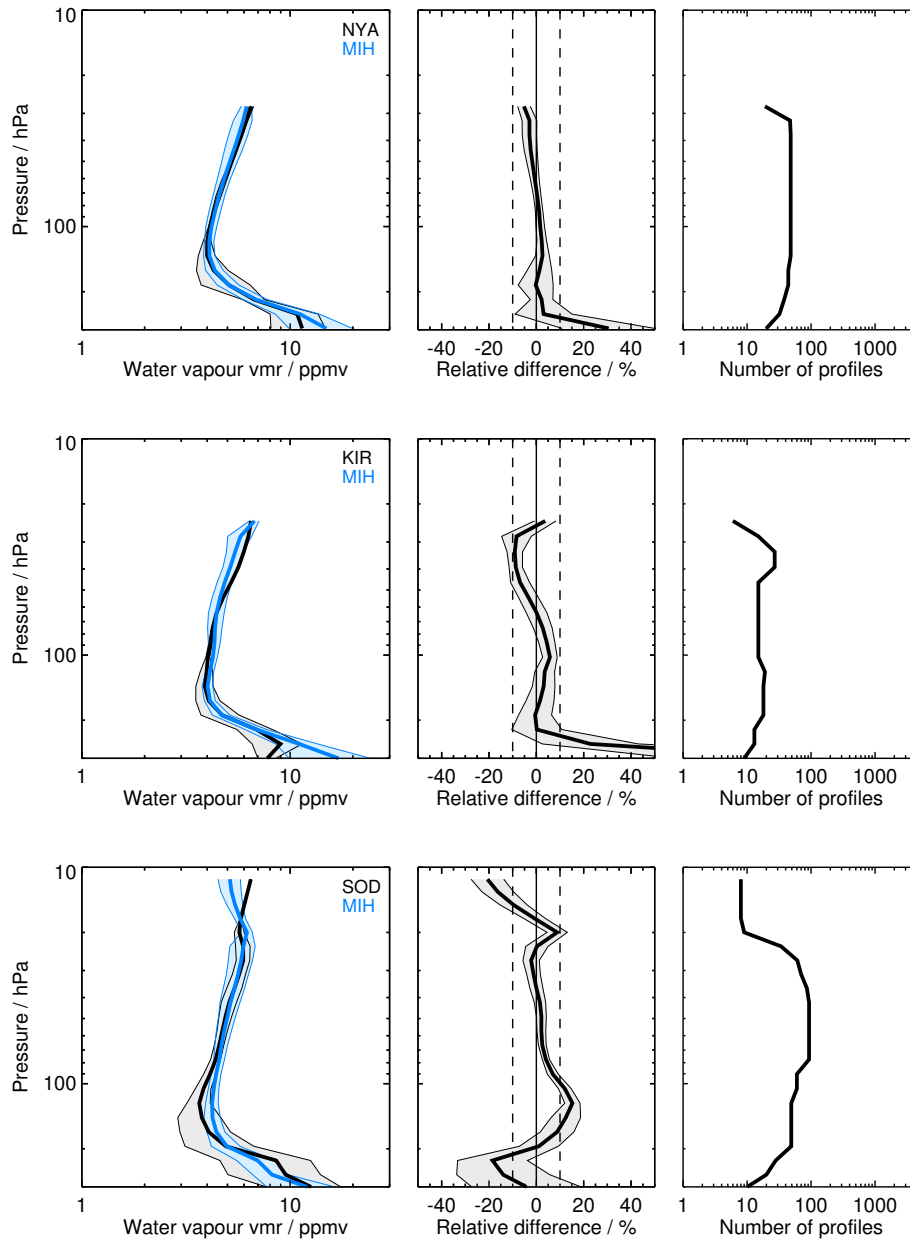 10
100
Pressure / hPa
NYA
MIH
1 10
Water vapour vmr / ppmv
-40 -20 0 20 40
Relative difference / %
1 10 100 1000
Number of profiles
10
100
Pressure / hPa
KIR
MIH
1 10
Water vapour vmr / ppmv
-40 -20 0 20 40
Relative difference / %
1 10 100 1000
Number of profiles
10
100
Pressure / hPa
SOD
MIH
1 10
Water vapour vmr / ppmv
-40 -20 0 20 40
Relative difference / %
1 10 100 1000
Number of profiles